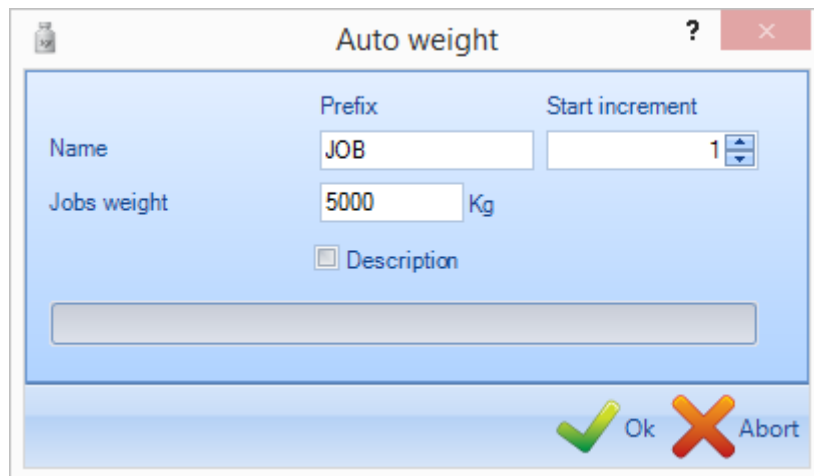 Auto weight ?
Prefix Start increment
Name JOB 1
Jobs weight 5000 Kg
Description
Ok Abort